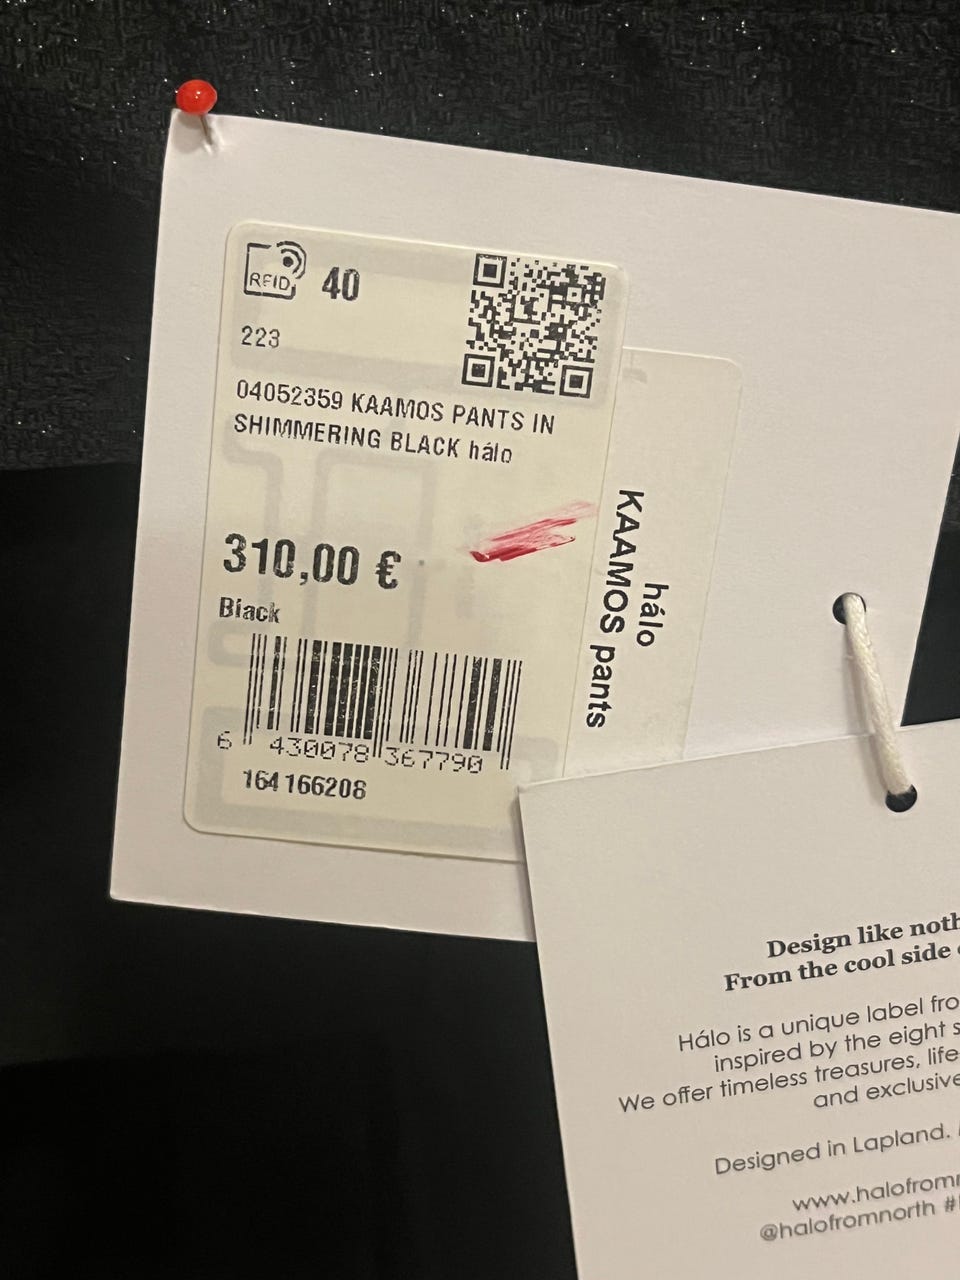 RFID 40
223
04052359 KAAMOS PANTS IN
SHIMMERING BLACK hálo
310,00 €
Black
6 430078 367790
164166208
hálo
KAAMOS pants
Design like noth
From the cool side
Hálo is a unique label fro
inspired by the eight s
We offer timeless treasures, life-
and exclusive
Designed in Lapland.
www.halofromn
@halofromnorth #